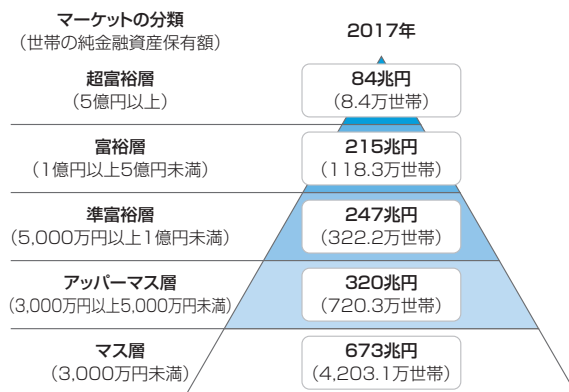 マーケットの分類
(世帯の純金融資産保有額)
2017年
超富裕層
(5億円以上)
84兆円
(8.4万世帯)
富裕層
(1億円以上5億円未満)
215兆円
(118.3万世帯)
準富裕層
(5,000万円以上1億円未満)
247兆円
(322.2万世帯)
アッパーマス層
(3,000万円以上5,000万円未満)
320兆円
(720.3万世帯)
マス層
(3,000万円未満)
673兆円
(4,203.1万世帯)